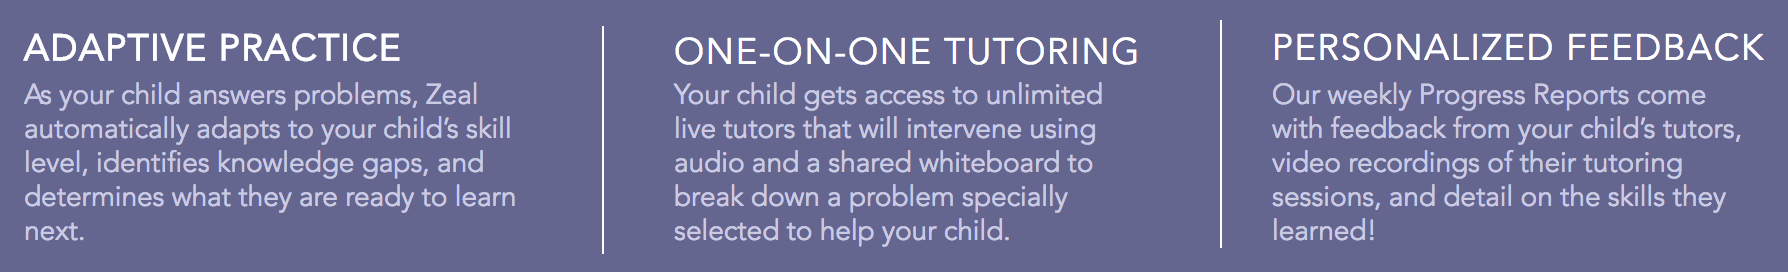 ADAPTIVE PRACTICE
As your child answers problems, Zeal
automatically adapts to your child’s skill
level, identifies knowledge gaps, and
determines what they are ready to learn
next.
ONE-ON-ONE TUTORING
Your child gets access to unlimited
live tutors that will intervene using
audio and a shared whiteboard to
break down a problem specially
selected to help your child.
PERSONALIZED FEEDBACK
Our weekly Progress Reports come
with feedback from your child’s tutors,
video recordings of their tutoring
sessions, and detail on the skills they
learned!